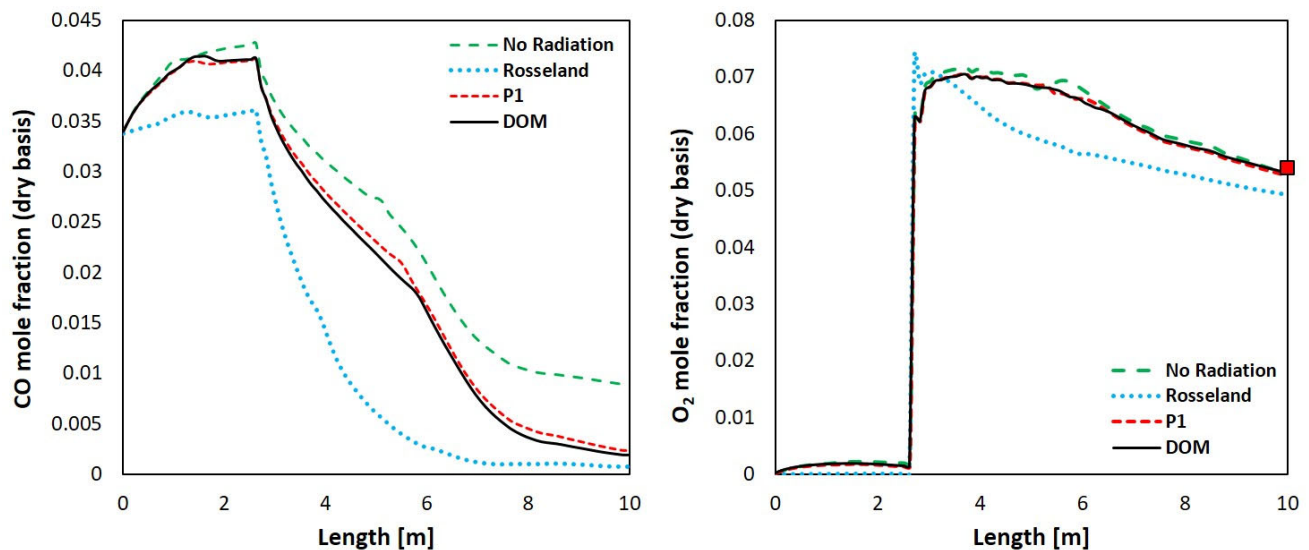 CO mole fraction (dry basis)
0.045
0.04
0.035
0.03
0.025
0.02
0.015
0.01
0.005
0
No Radiation
Rosseland
P1
DOM
0 2 4 6 8 10
Length [m]
O2 mole fraction (dry basis)
0.08
0.07
0.06
0.05
0.04
0.03
0.02
0.01
0
No Radiation
Rosseland
P1
DOM
0 2 4 6 8 10
Length [m]